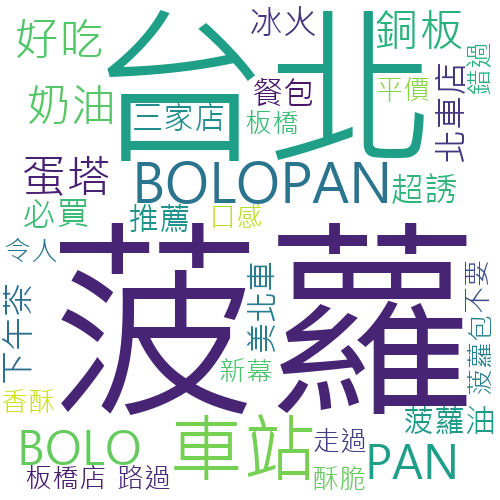 台北
好吃
冰火
銅板
奶油
餐包
平價
錯過
北車店
三家店
板橋
蛋塔
BOLOPAN
超誘
必買
推薦
口感
菠蘿
令人
不要
下午茶
美北車
菠蘿包
新幕
香酥
菠蘿油
BOLO
車站
走過
PAN
板橋店
路過
酥脆